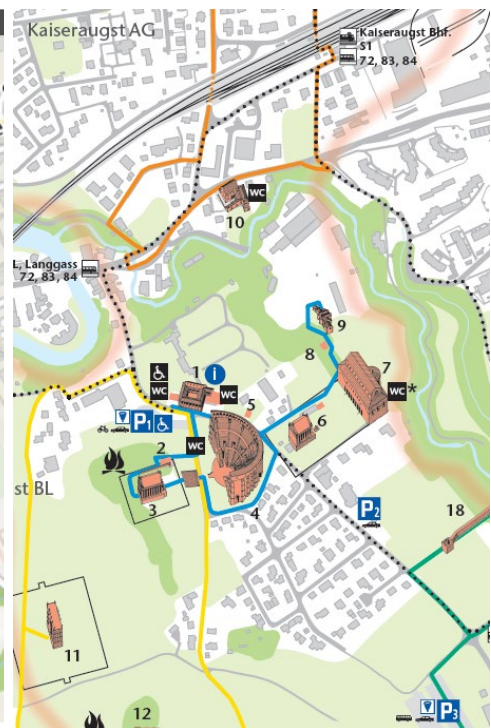 Kaiseraugst AG
Kaiseraugst Bhf.
S1
72, 83, 84
WC
10
L, Langgass
72, 83, 84
9
8
1
i
7
WC
WC
5
WC*
P1
WC
6
2
3
4
st BL
P2
18
11
12
P3